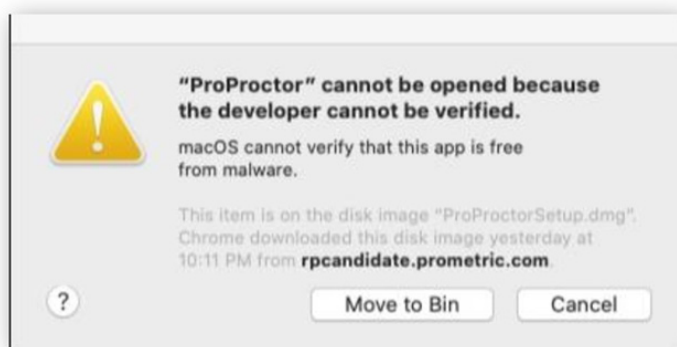 "ProProctor" cannot be opened because
the developer cannot be verified.
macOS cannot verify that this app is free
from malware.
This item is on the disk image "ProProctorSetup.dmg".
Chrome downloaded this disk image yesterday at
10:11 PM from rpcandidate.prometric.com.
?
Move to Bin
Cancel